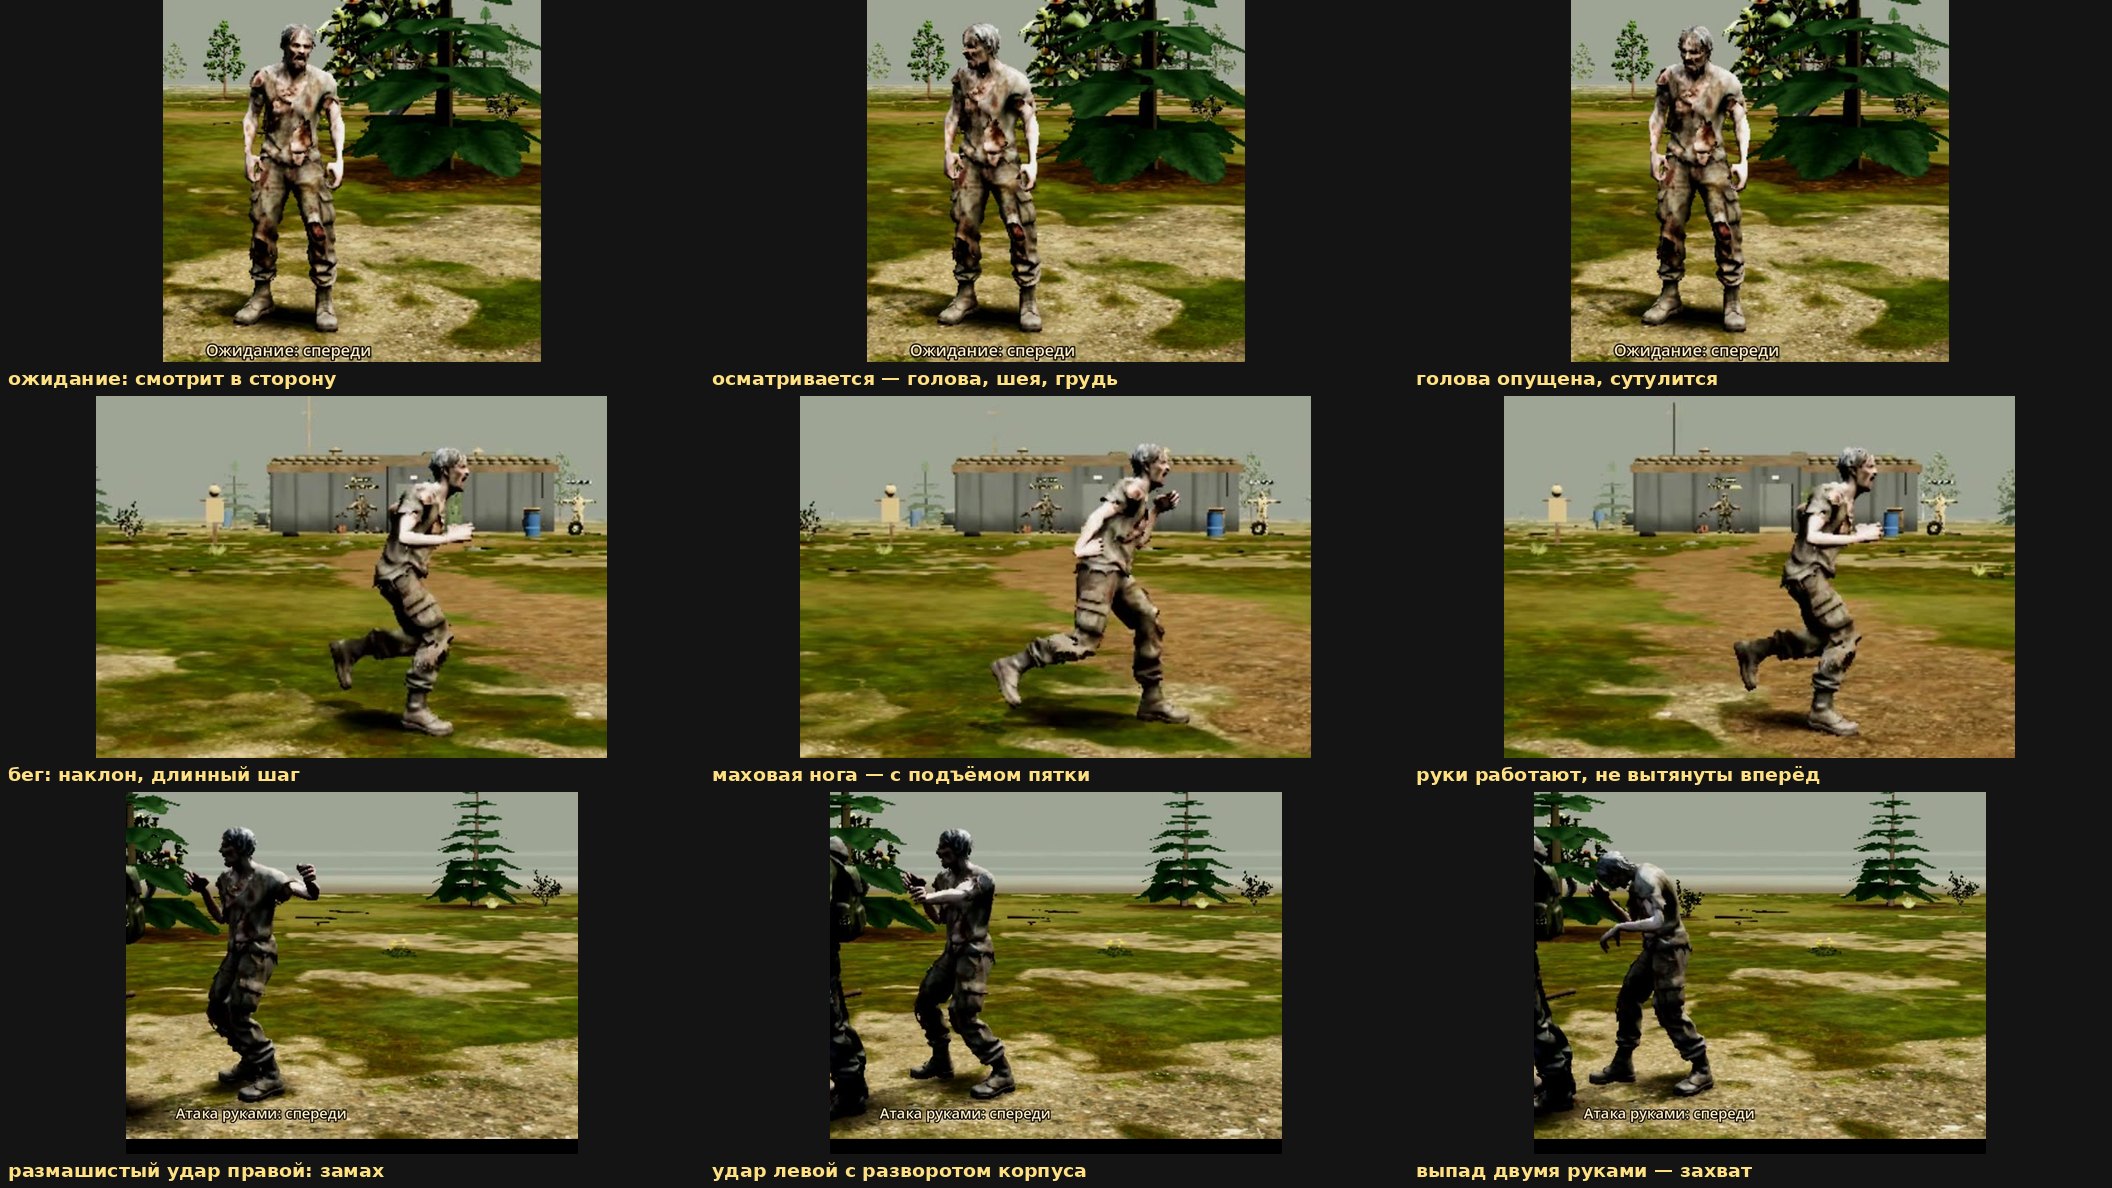 Ожидание: спереди
Ожидание: спереди
Ожидание: спереди
ожидание: смотрит в сторону
осматривается — голова, шея, грудь
голова опущена, сутулится
бег: наклон, длинный шаг
маховая нога — с подъёмом пятки
руки работают, не вытянуты вперёд
Атака руками: спереди
Атака руками: спереди
Атака руками: спереди
размашистый удар правой: замах
удар левой с разворотом корпуса
выпад двумя руками — захват